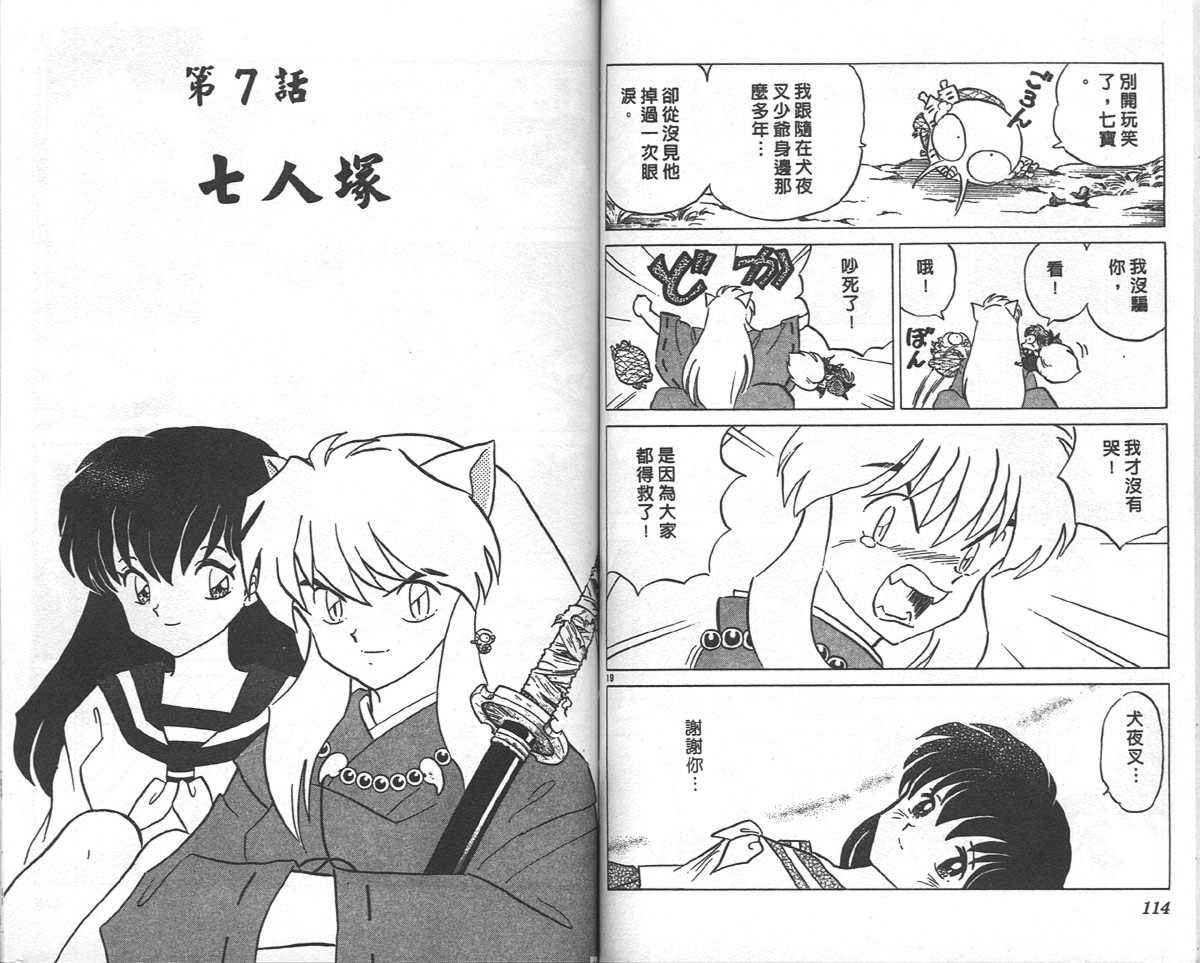 別開玩笑
了，七寶
。
ごろん
我跟隨在犬夜
叉少爺身邊那
麼多年…
卻從沒見他
掉過一次眼
淚。
我沒騙
你，
看！
哦！
ぼん
吵死了！
どか
我才沒有
哭！
是因為大家
都得救了！
19
犬夜叉…
謝謝你…
114
第7話
七人塚